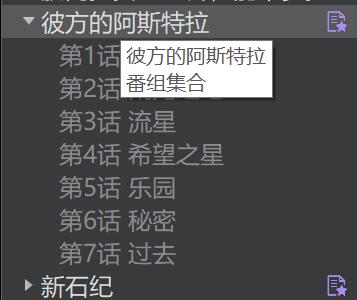 彼方的阿斯特拉
第1话
彼方的阿斯特拉
番组集合
第2话
第3话 流星
第4话 希望之星
第5话 乐园
第6话 秘密
第7话 过去
新石纪